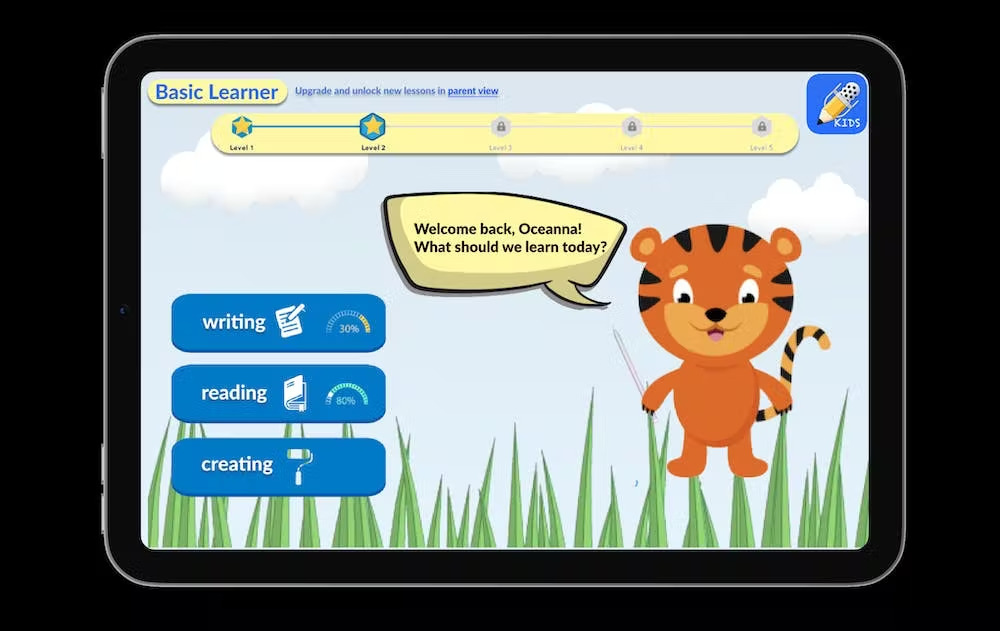 Basic Learner
Upgrade and unlock new lessons in parent view
KIDS
Level 1
Level 2
Level 3
Level 4
Level 5
Welcome back, Oceanna!
What should we learn today?
writing
30%
reading
80%
creating